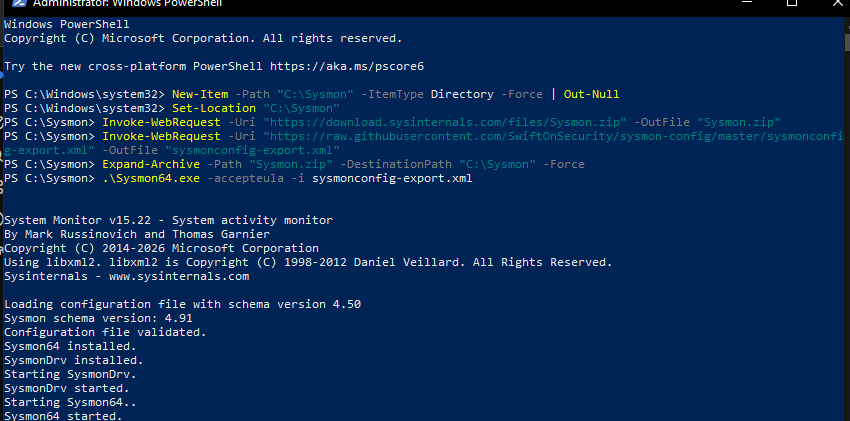 Administrator: Windows PowerShell
Windows PowerShell
Copyright (C) Microsoft Corporation. All rights reserved.
Try the new cross-platform PowerShell https://aka.ms/pscore6
PS C:\Windows\system32> New-Item -Path "C:\Sysmon" -ItemType Directory -Force | Out-Null
PS C:\Windows\system32> Set-Location "C:\Sysmon"
PS C:\Sysmon> Invoke-WebRequest -Uri "https://download.sysinternals.com/files/Sysmon.zip" -OutFile "Sysmon.zip"
PS C:\Sysmon> Invoke-WebRequest -Uri "https://raw.githubusercontent.com/SwiftOnSecurity/sysmon-config/master/sysmonconfi
g-export.xml" -OutFile "sysmonconfig-export.xml"
PS C:\Sysmon> Expand-Archive -Path "Sysmon.zip" -DestinationPath "C:\Sysmon" -Force
PS C:\Sysmon> .\Sysmon64.exe -accepteula -i sysmonconfig-export.xml
System Monitor v15.22 - System activity monitor
By Mark Russinovich and Thomas Garnier
Copyright (C) 2014-2026 Microsoft Corporation
Using libxml2. libxml2 is Copyright (C) 1998-2012 Daniel Veillard. All Rights Reserved.
Sysinternals - www.sysinternals.com
Loading configuration file with schema version 4.50
Sysmon schema version: 4.91
Configuration file validated.
Sysmon64 installed.
SysmonDrv installed.
Starting SysmonDrv.
SysmonDrv started.
Starting Sysmon64..
Sysmon64 started.